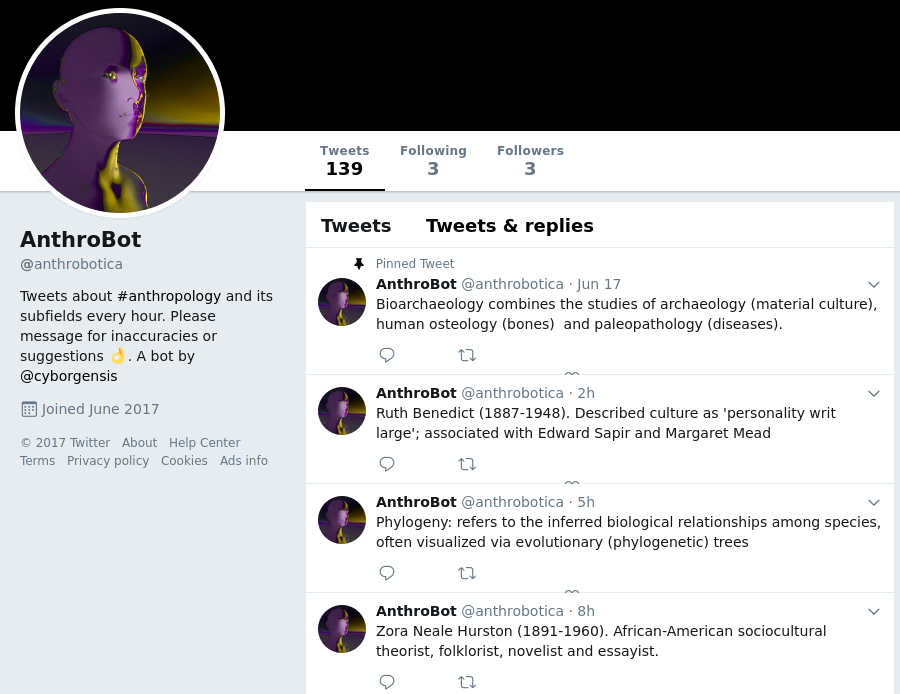 Tweets
139
Following
3
Followers
3
AnthroBot
@anthrobotica
Tweets about #anthropology and its
subfields every hour. Please
message for inaccuracies or
suggestions 👌. A bot by
@cyborgensis
Joined June 2017
© 2017 Twitter About Help Center
Terms Privacy policy Cookies Ads info
Tweets Tweets & replies
Pinned Tweet
AnthroBot @anthrobotica · Jun 17
Bioarchaeology combines the studies of archaeology (material culture),
human osteology (bones)  and paleopathology (diseases).
AnthroBot @anthrobotica · 2h
Ruth Benedict (1887-1948). Described culture as 'personality writ
large'; associated with Edward Sapir and Margaret Mead
AnthroBot @anthrobotica · 5h
Phylogeny: refers to the inferred biological relationships among species,
often visualized via evolutionary (phylogenetic) trees
AnthroBot @anthrobotica · 8h
Zora Neale Hurston (1891-1960). African-American sociocultural
theorist, folklorist, novelist and essayist.